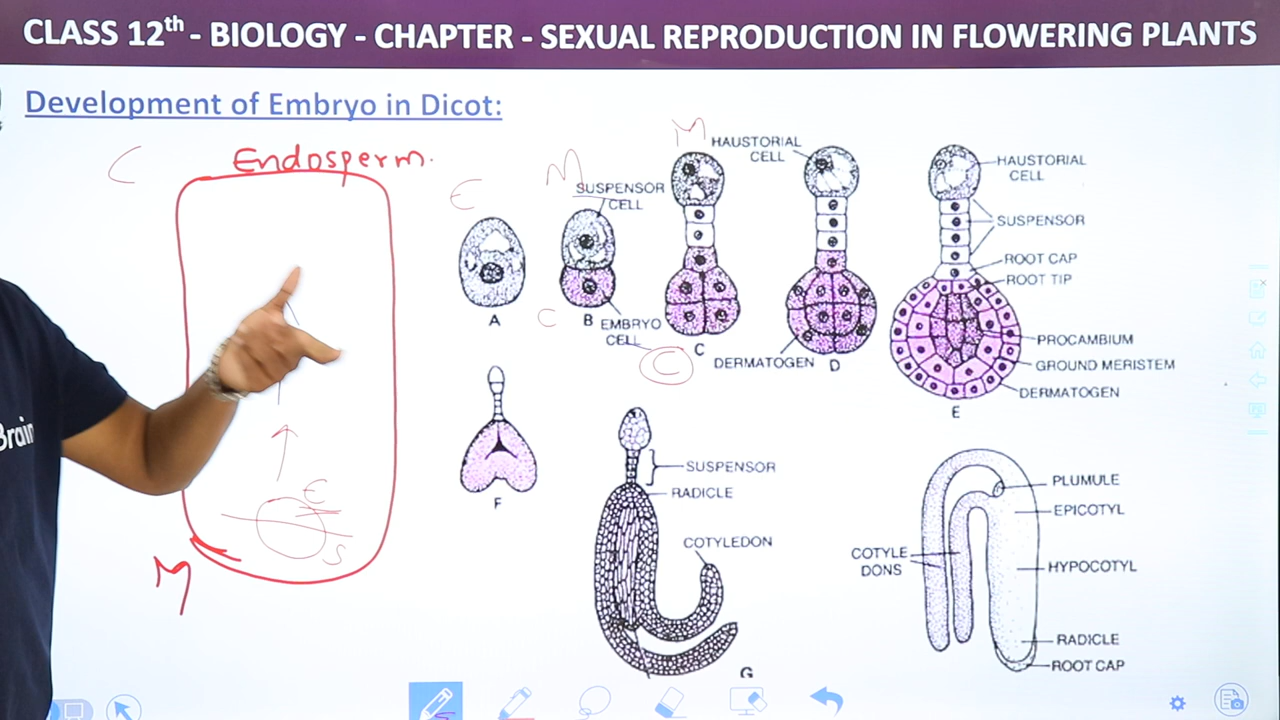 CLASS 12th - BIOLOGY - CHAPTER - SEXUAL REPRODUCTION IN FLOWERING PLANTS
Development of Embryo in Dicot:
C
Endosperm.
E
S
M
E
M
SUSPENSOR
CELL
A
C
B
EMBRYO
CELL
M
C
C
HAUSTORIAL
CELL
DERMATOGEN
D
HAUSTORIAL
CELL
SUSPENSOR
ROOT CAP
ROOT TIP
PROCAMBIUM
GROUND MERISTEM
DERMATOGEN
E
F
SUSPENSOR
RADICLE
COTYLEDON
G
COTYLE
DONS
PLUMULE
EPICOTYL
HYPOCOTYL
RADICLE
ROOT CAP
Brain